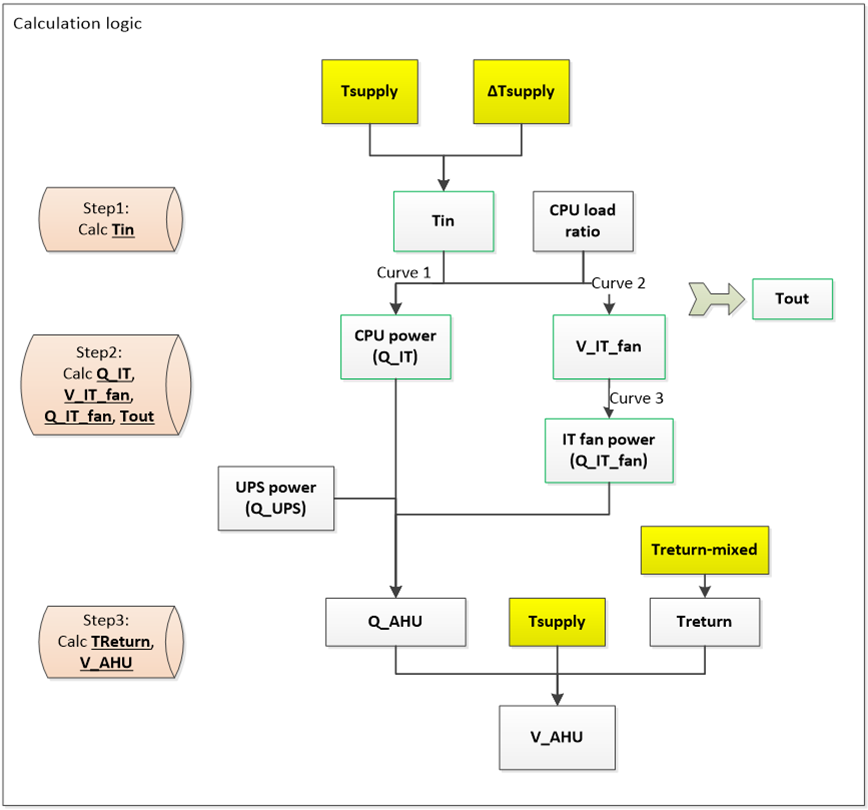 Calculation logic
Tsupply
ΔTsupply
Step1:
Calc Tin
Tin
CPU load
ratio
Curve 1
Curve 2
Tout
Step2:
Calc Q_IT,
V_IT_fan,
Q_IT_fan, Tout
CPU power
(Q_IT)
V_IT_fan
Curve 3
IT fan power
(Q_IT_fan)
UPS power
(Q_UPS)
Treturn-mixed
Step3:
Calc TReturn,
V_AHU
Q_AHU
Tsupply
Treturn
V_AHU